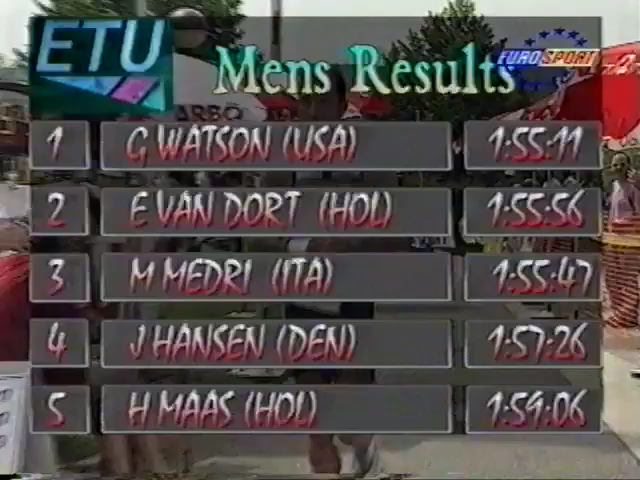 ETU
Mens Results
EUROSPORT
ARBO
1 G WATSON (USA) 1:55:11
2 E VAN DORT (HOL) 1:55:56
3 M MEDRI (ITA) 1:55:47
4 J HANSEN (DEN) 1:57:26
5 H MAAS (HOL) 1:59:06